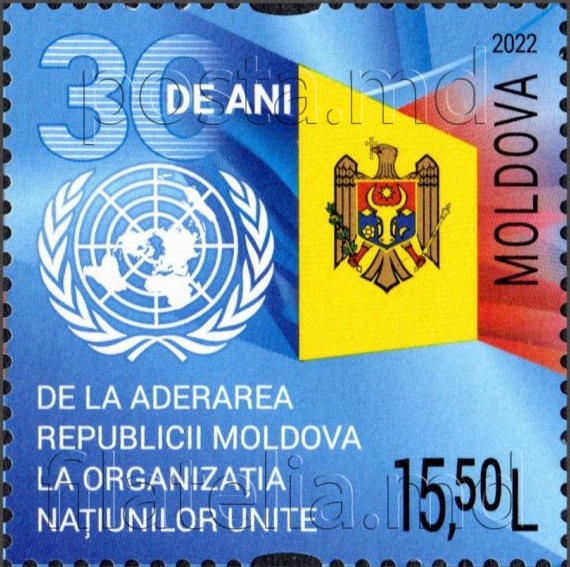 30
DE ANI
2022
MOLDOVA
posta.md
DE LA ADERAREA
REPUBLICII MOLDOVA
LA ORGANIZAȚIA
NAȚIUNILOR UNITE
15,50L
filatelia.md